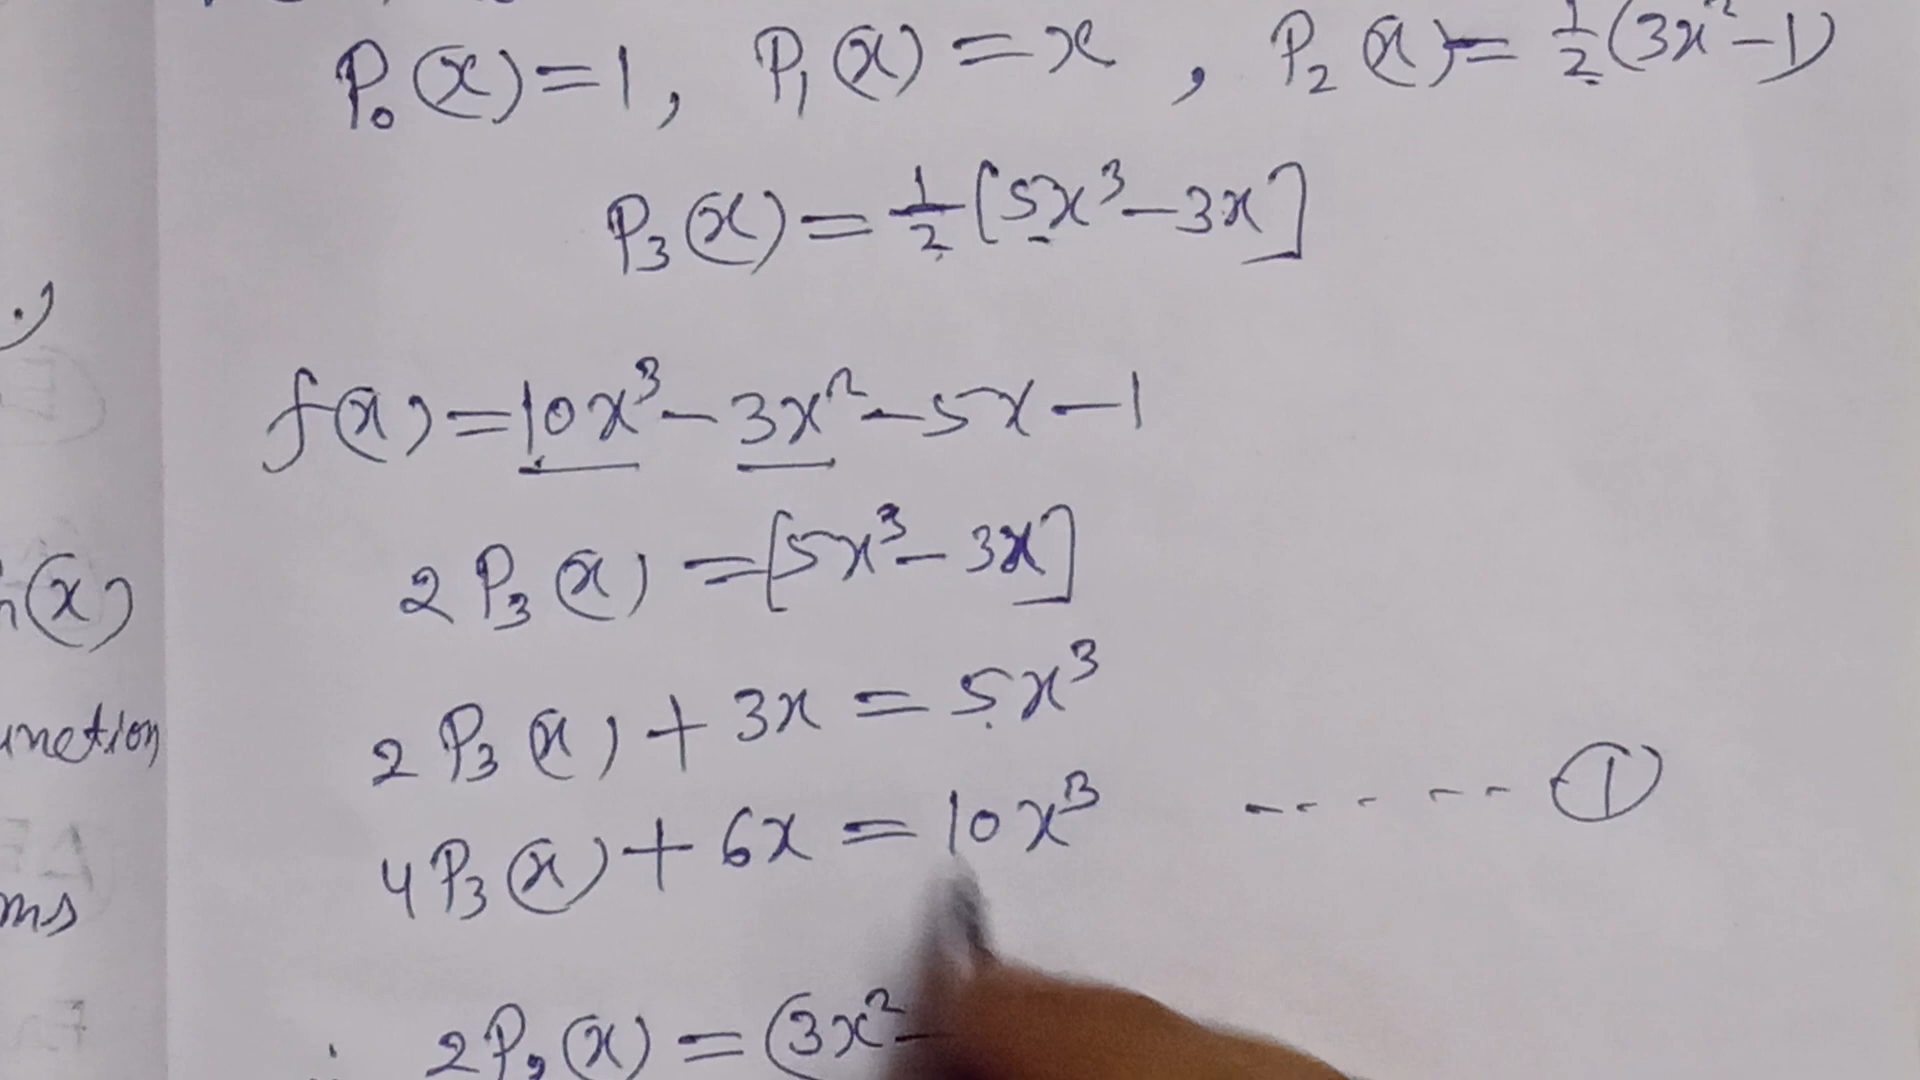 P₀(x)=1, P₁(x)=x, P₂(x)=½(3x²-1)
P₃(x)=½[5x³-3x]
f(x)=10x³-3x²-5x-1
2P₃(x)=[5x³-3x]
(x)
2P₃(x)+3x=5x³
4P₃(x)+6x=10x³ ------①
2P₂(x)=(3x²-